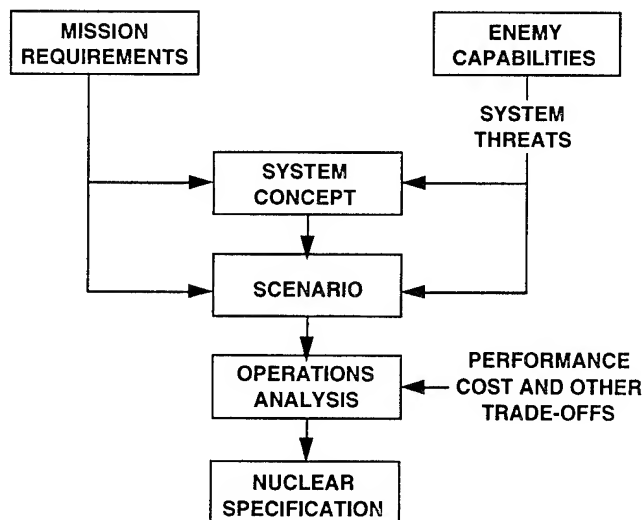 MISSION
REQUIREMENTS
ENEMY
CAPABILITIES
SYSTEM
THREATS
SYSTEM
CONCEPT
SCENARIO
OPERATIONS
ANALYSIS
PERFORMANCE
COST AND OTHER
TRADE-OFFS
NUCLEAR
SPECIFICATION